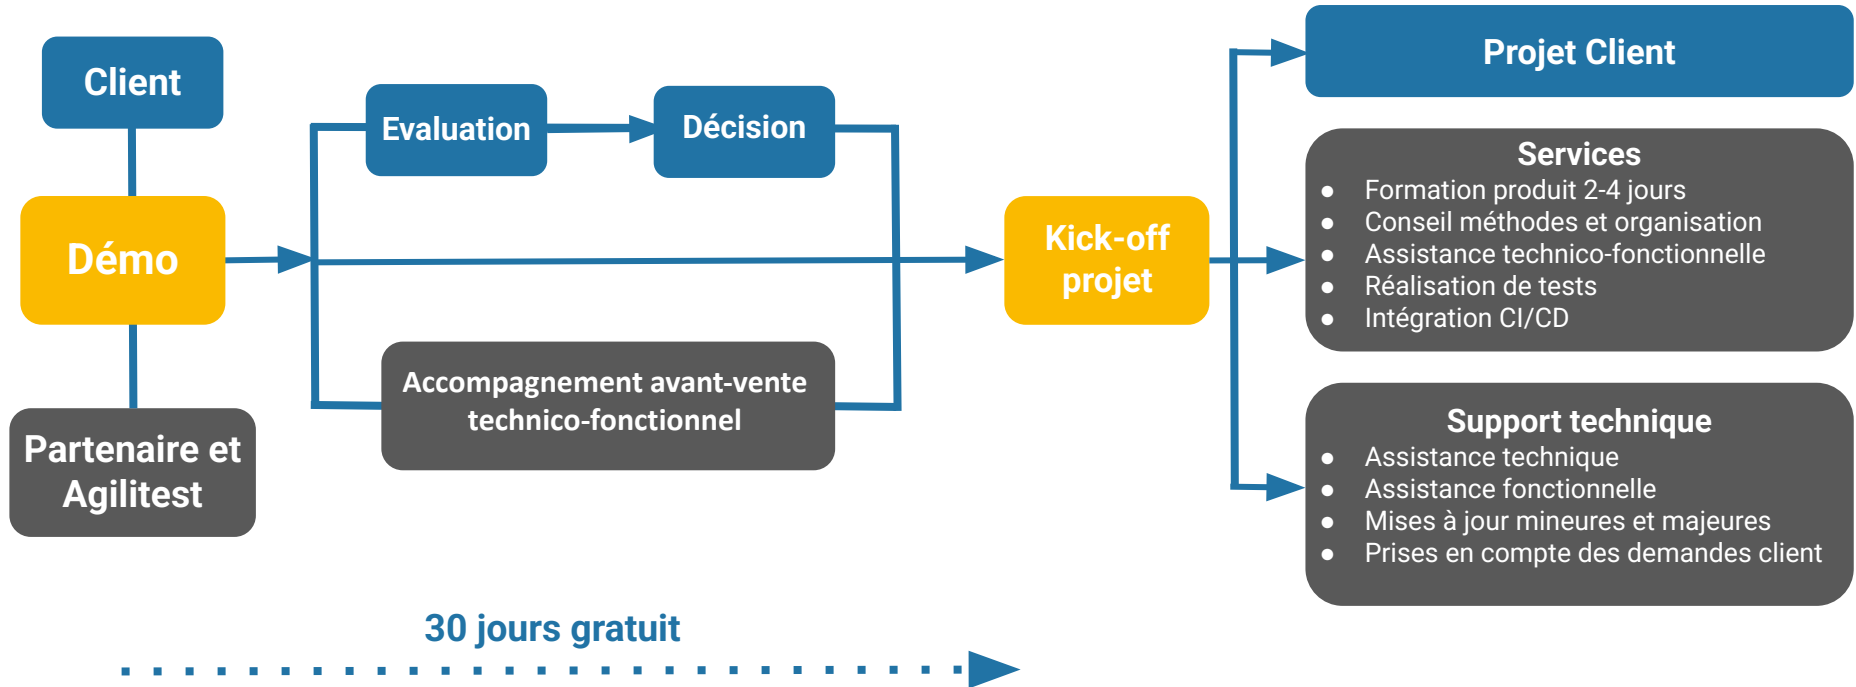 Client
Démo
Partenaire et
Agilitest
Evaluation
Décision
Accompagnement avant-vente
technico-fonctionnel
Kick-off
projet
Projet Client
Services
● Formation produit 2-4 jours
● Conseil méthodes et organisation
● Assistance technico-fonctionnelle
● Réalisation de tests
● Intégration CI/CD
Support technique
● Assistance technique
● Assistance fonctionnelle
● Mises à jour mineures et majeures
● Prises en compte des demandes client
30 jours gratuit